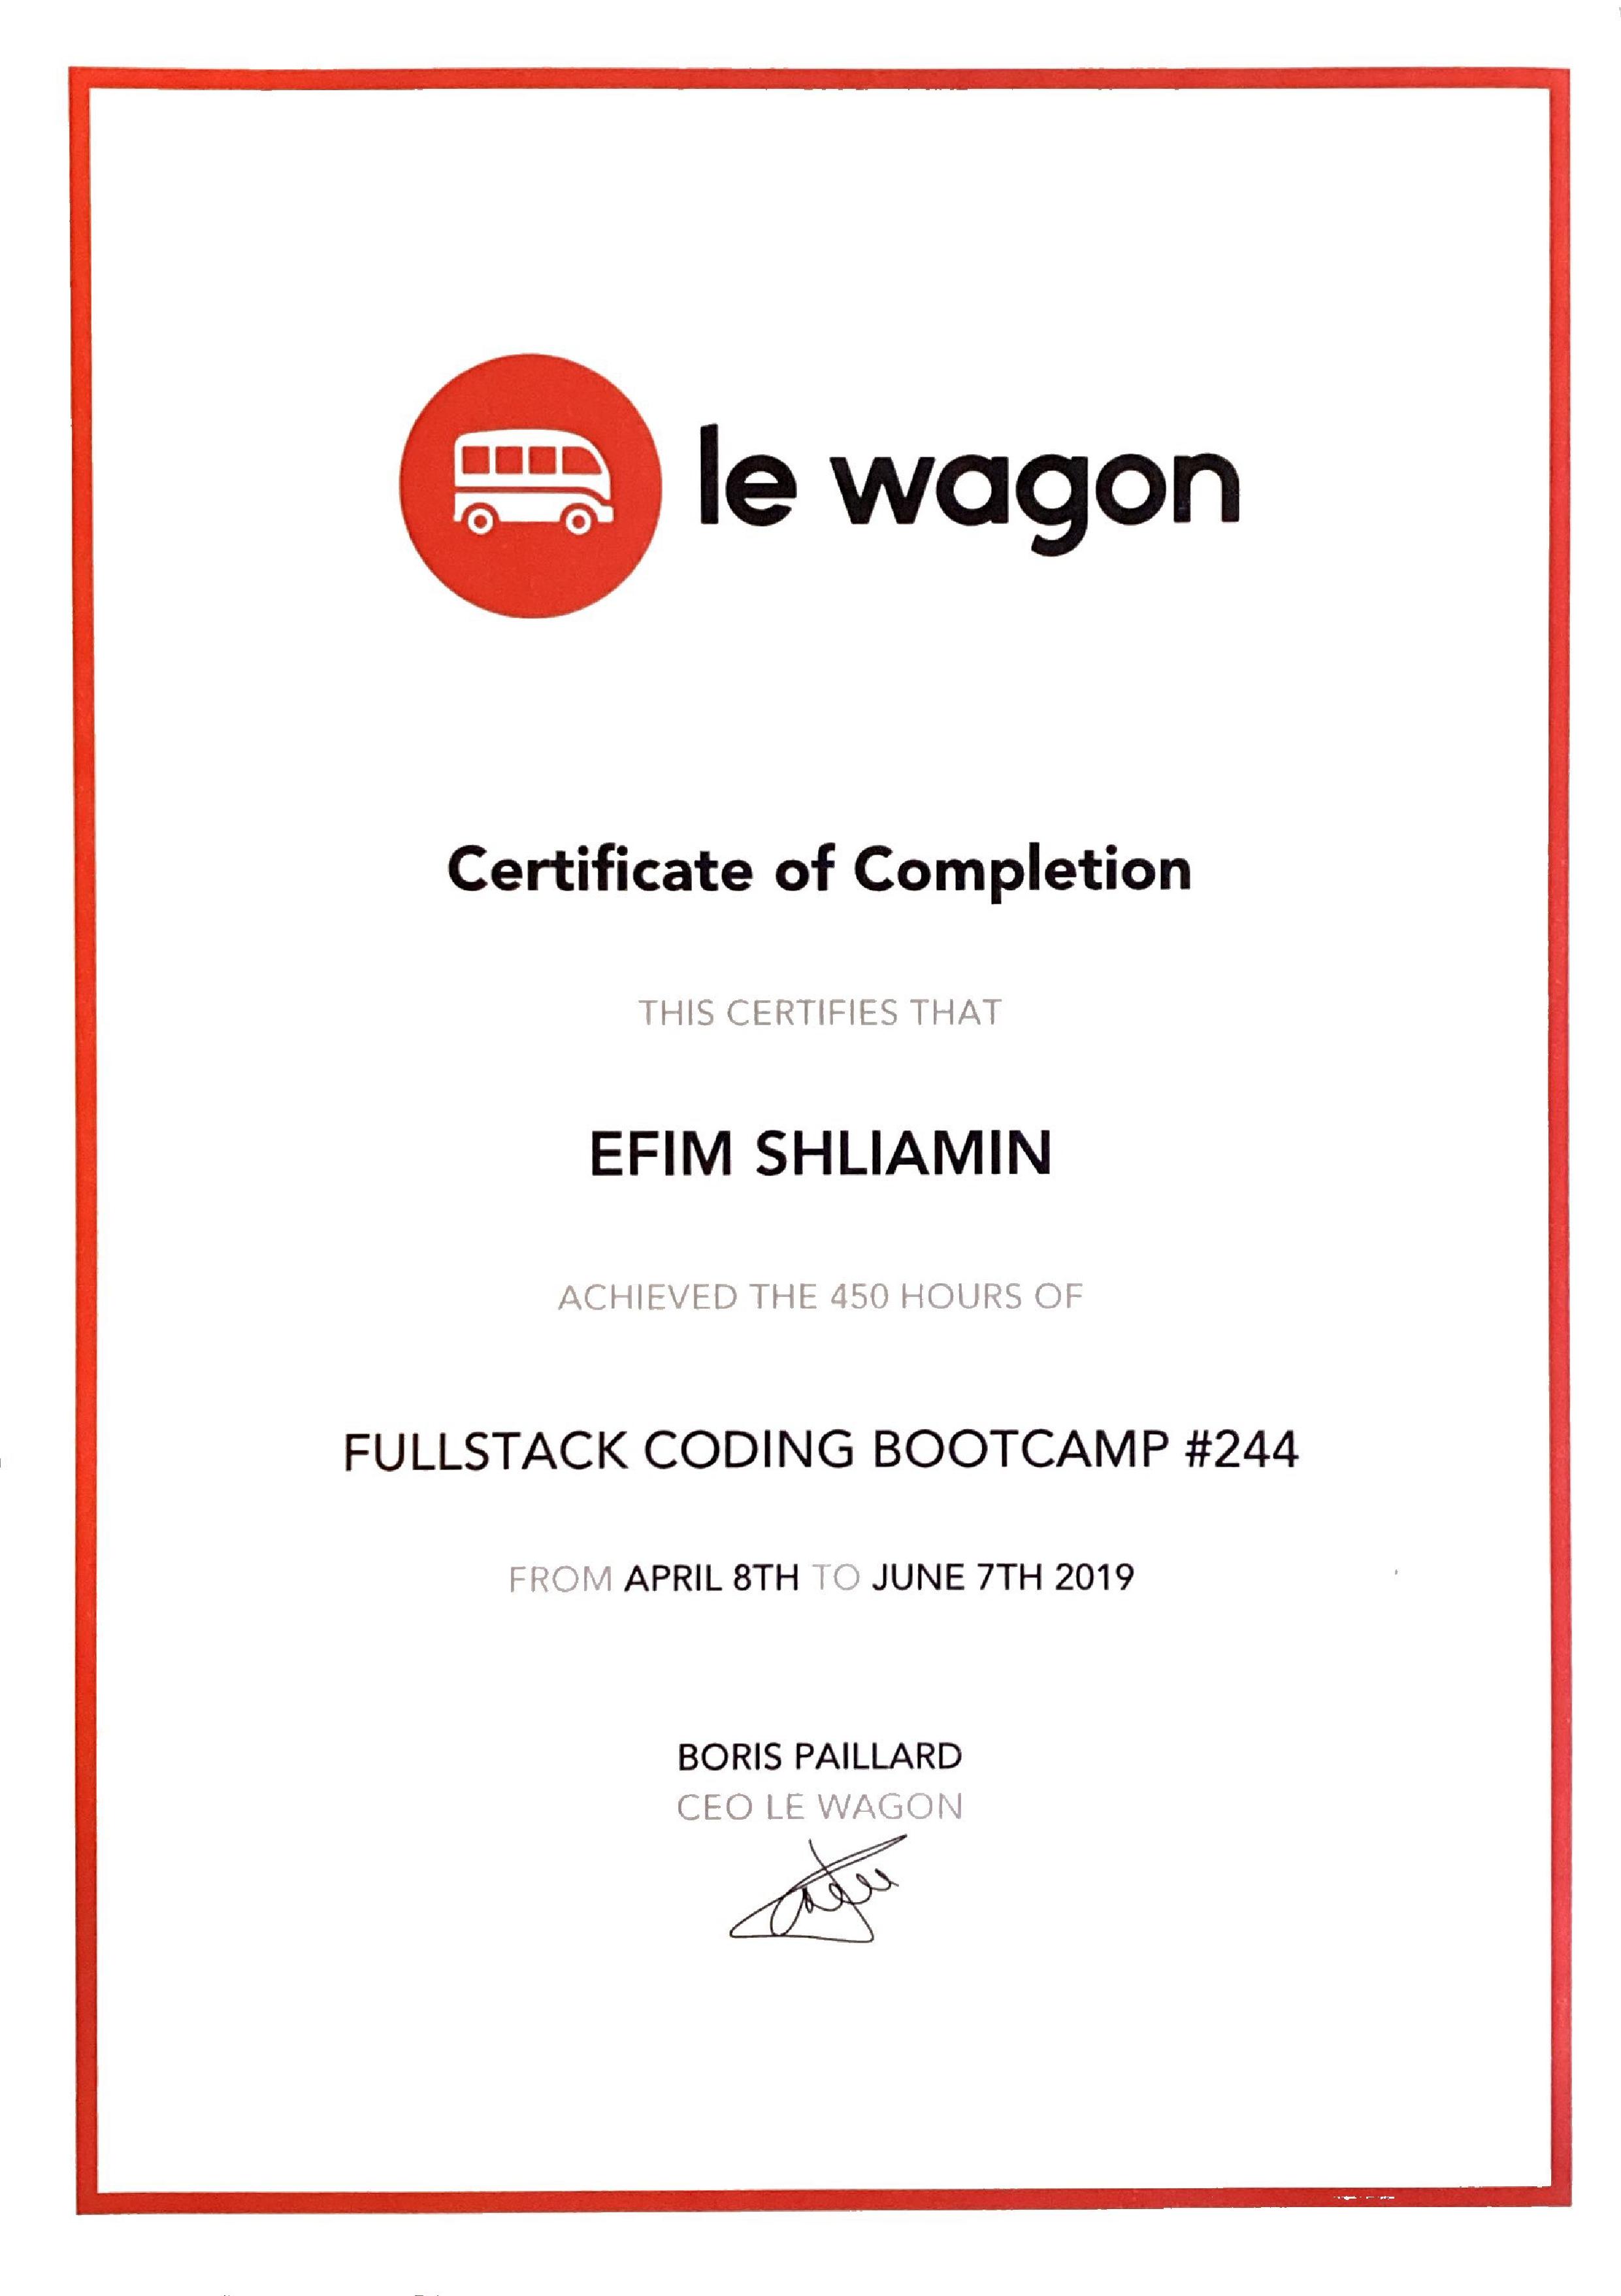 le wagon
Certificate of Completion
THIS CERTIFIES THAT
EFIM SHLIAMIN
ACHIEVED THE 450 HOURS OF
FULLSTACK CODING BOOTCAMP #244
FROM APRIL 8TH TO JUNE 7TH 2019
BORIS PAILLARD
CEO LE WAGON